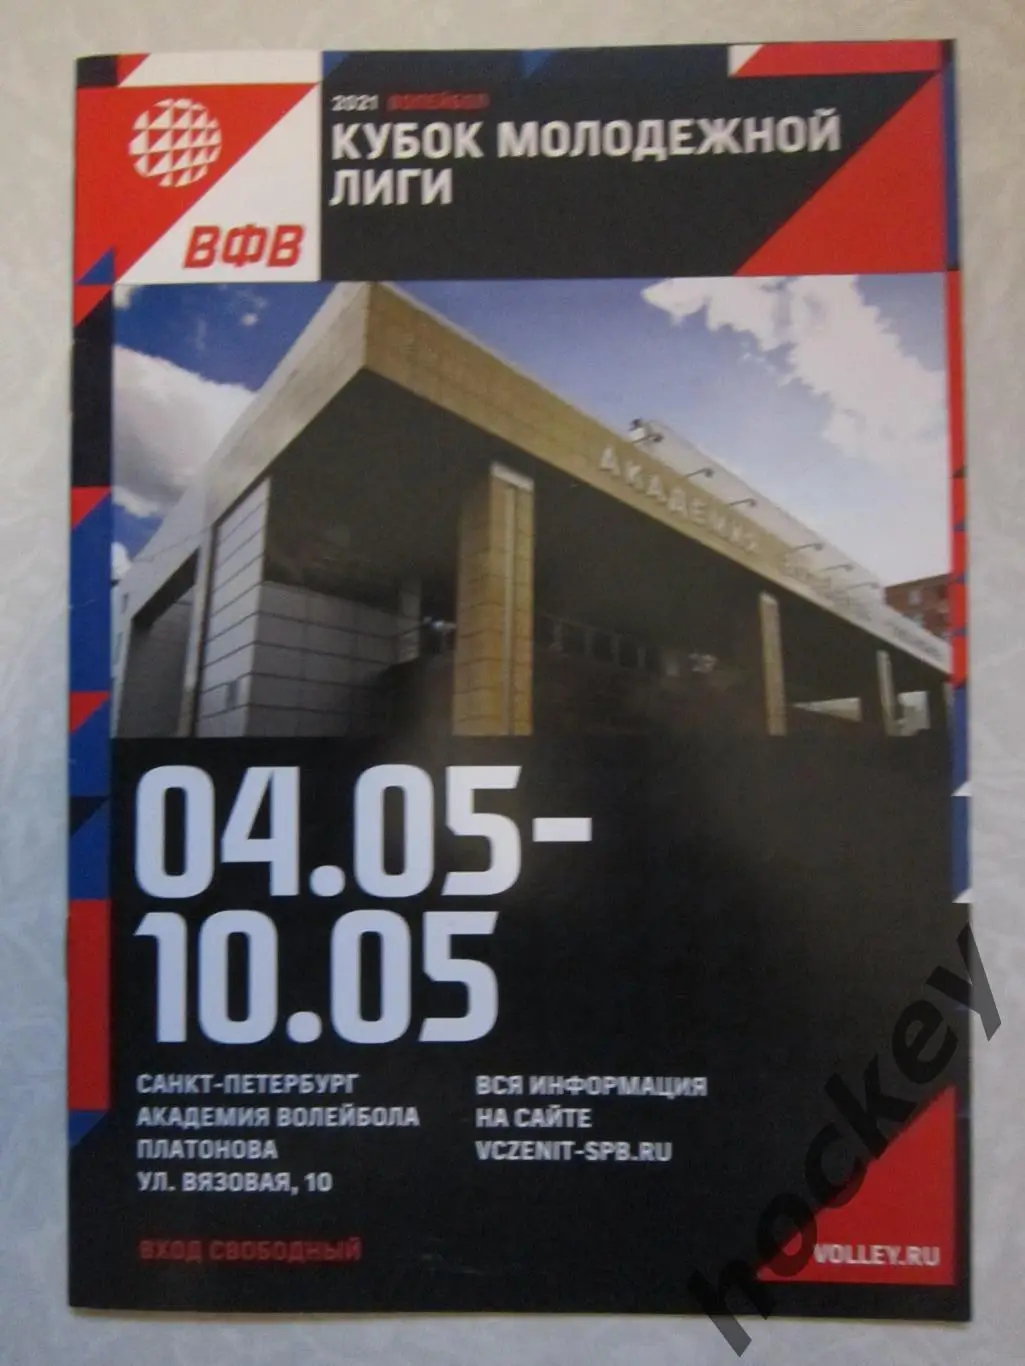 2021 ВОЛЕЙБОЛ
КУБОК МОЛОДЕЖНОЙ
ЛИГИ
ВФВ
АКАДЕМИЯ
04.05-
10.05
САНКТ-ПЕТЕРБУРГ
АКАДЕМИЯ ВОЛЕЙБОЛА
ПЛАТОНОВА
УЛ. ВЯЗОВАЯ, 10
ВСЯ ИНФОРМАЦИЯ
НА САЙТЕ
VCZENIT-SPB.RU
ВХОД СВОБОДНЫЙ
VOLLEY.RU
hockey